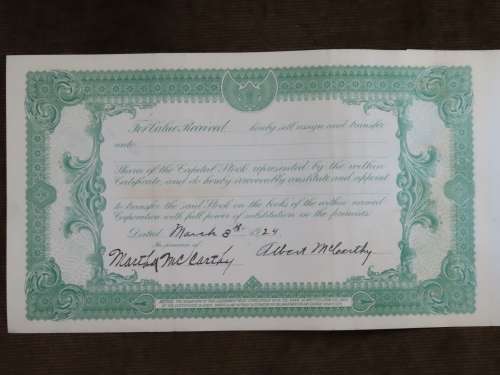 For Value Received hereby sell assign and transfer
unto
Shares of the Capital Stock represented by the within
Certificate, and do hereby irrevocably constitute and appoint
to transfer the said Stock on the books of the within named
Corporation with full power of substitution in the premises.
Dated March 3rd 1924
In presence of
Martha McCarthy Albert McCarthy